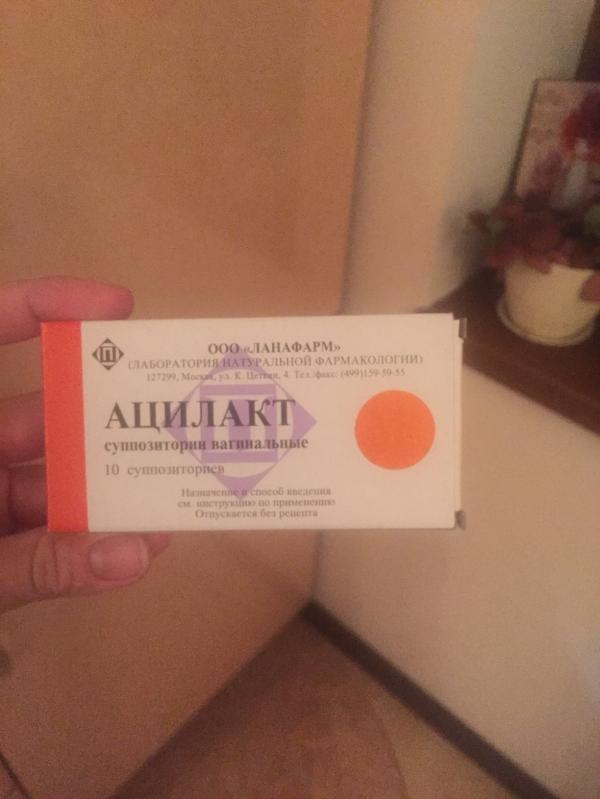 ООО «ЛАНАФАРМ»
(ЛАБОРАТОРИЯ НАТУРАЛЬНОЙ ФАРМАКОЛОГИИ)
127299, Москва, ул. К. Цеткин, 4. Тел./факс: (499)159-59-55
АЦИЛАКТ
суппозитории вагинальные
10 суппозиториев
Назначение и способ введения
см. инструкцию по применению
Отпускается без рецепта